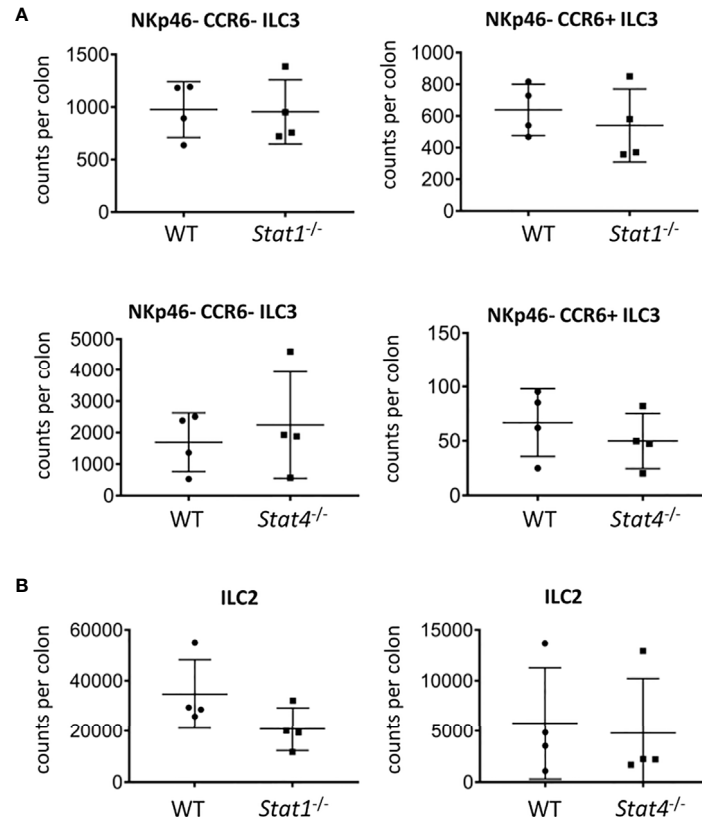 A
NKp46- CCR6- ILC3
counts per colon
1500
1000
500
0
WT Stat1-/-
NKp46- CCR6+ ILC3
counts per colon
1000
800
600
400
200
0
WT Stat1-/-
NKp46- CCR6- ILC3
counts per colon
5000
4000
3000
2000
1000
0
WT Stat4-/-
NKp46- CCR6+ ILC3
counts per colon
150
100
50
0
WT Stat4-/-
B
ILC2
counts per colon
60000
40000
20000
0
WT Stat1-/-
ILC2
counts per colon
15000
10000
5000
0
WT Stat4-/-